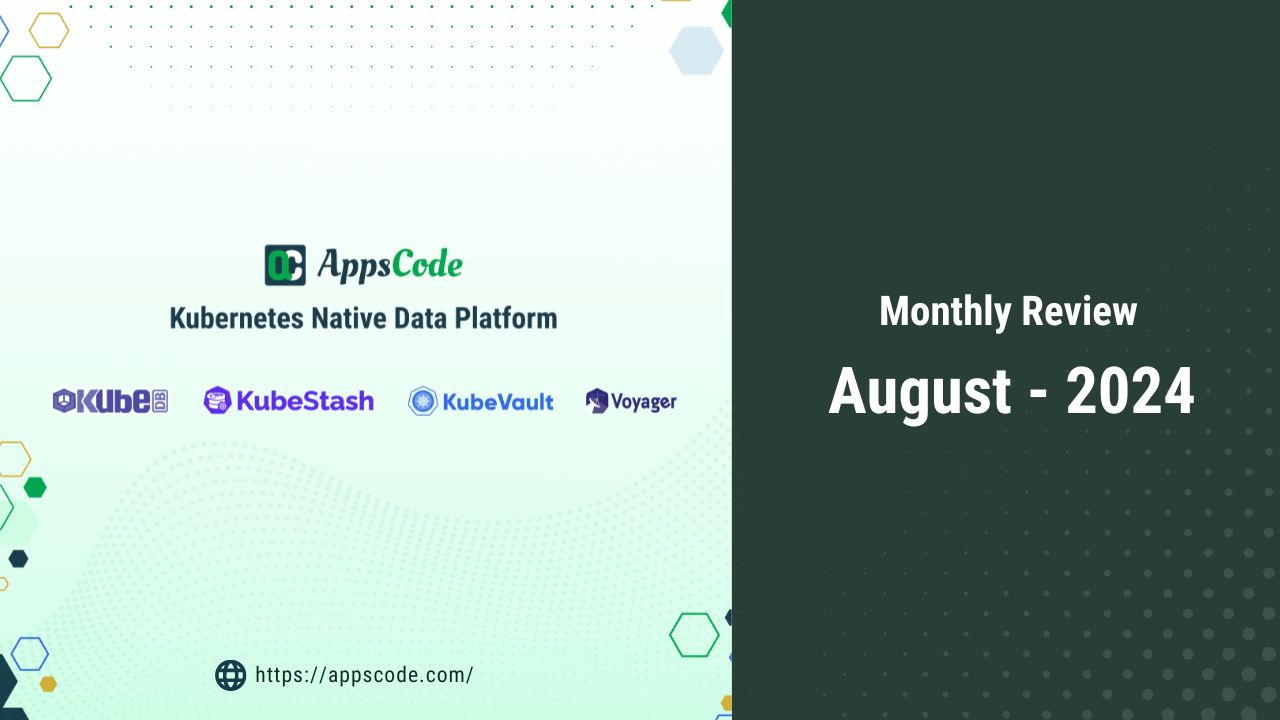 AppsCode
Kubernetes Native Data Platform
KubeDB KubeStash KubeVault Voyager
https://appscode.com/
Monthly Review
August - 2024